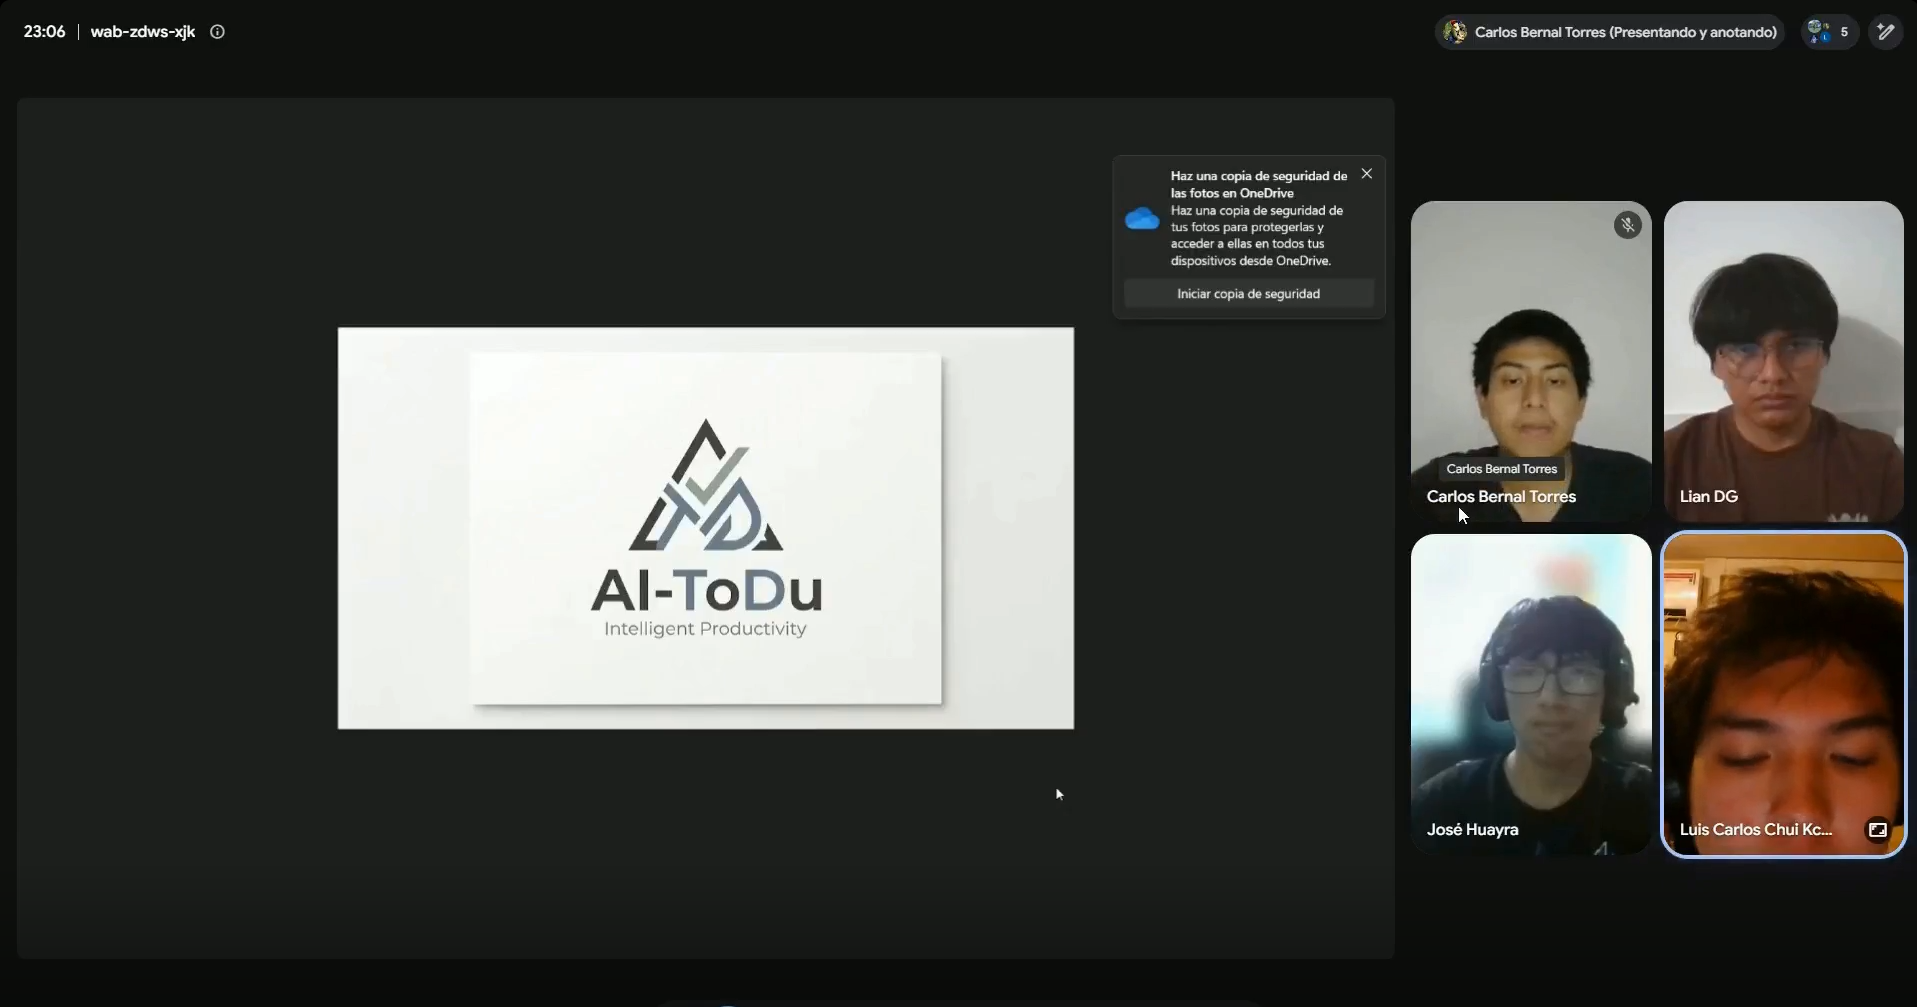 23:06 | wab-zdws-xjk
Carlos Bernal Torres (Presentando y anotando)
5
Haz una copia de seguridad de
las fotos en OneDrive
Haz una copia de seguridad de
tus fotos para protegerlas y
acceder a ellas en todos tus
dispositivos desde OneDrive.
Iniciar copia de seguridad
AI-ToDu
Intelligent Productivity
Carlos Bernal Torres
Carlos Bernal Torres
Lian DG
José Huayra
Luis Carlos Chui Kc...